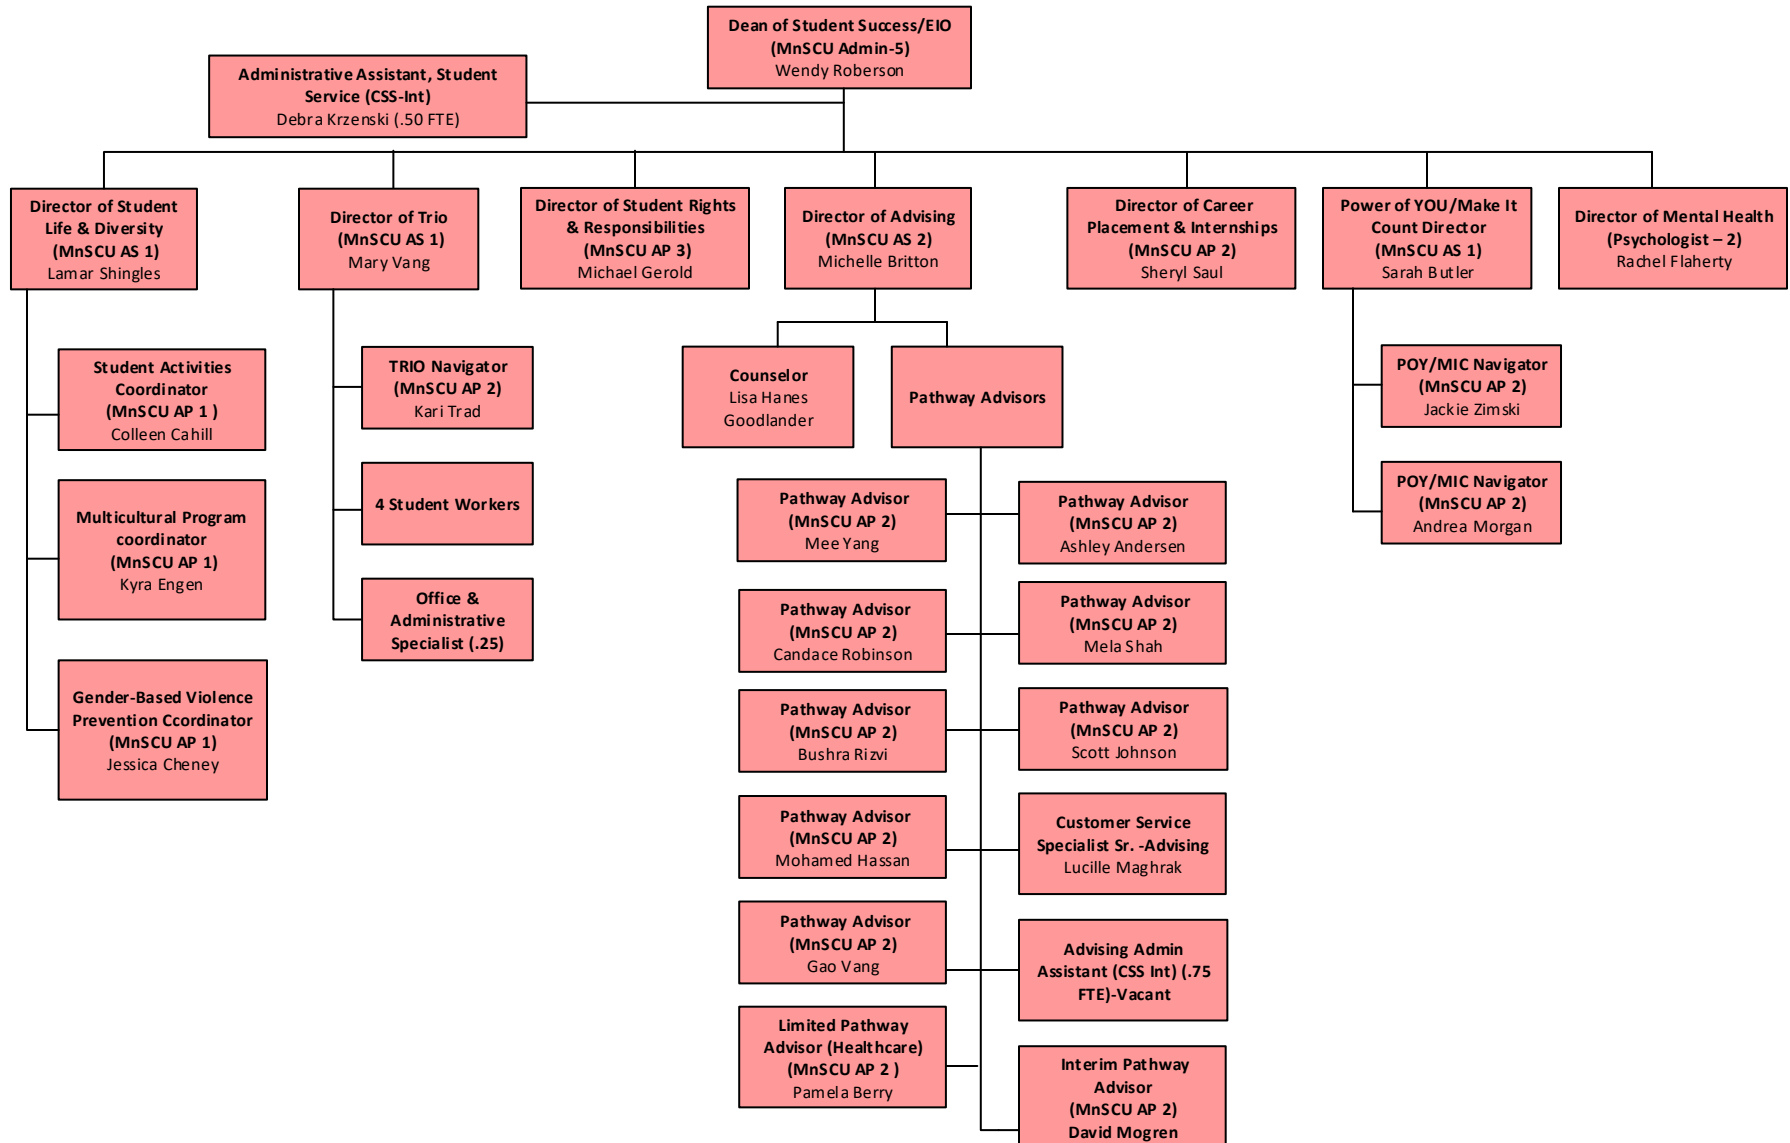 Dean of Student Success/EIO
(MnSCU Admin-5)
Wendy Roberson
Administrative Assistant, Student
Service (CSS-Int)
Debra Krzenski (.50 FTE)
Director of Student
Life & Diversity
(MnSCU AS 1)
Lamar Shingles
Director of Trio
(MnSCU AS 1)
Mary Vang
Director of Student Rights
& Responsibilities
(MnSCU AP 3)
Michael Gerold
Director of Advising
(MnSCU AS 2)
Michelle Britton
Director of Career
Placement & Internships
(MnSCU AP 2)
Sheryl Saul
Power of YOU/Make It
Count Director
(MnSCU AS 1)
Sarah Butler
Director of Mental Health
(Psychologist – 2)
Rachel Flaherty
Student Activities
Coordinator
(MnSCU AP 1 )
Colleen Cahill
Multicultural Program
coordinator
(MnSCU AP 1)
Kyra Engen
Gender-Based Violence
Prevention Ccordinator
(MnSCU AP 1)
Jessica Cheney
TRIO Navigator
(MnSCU AP 2)
Kari Trad
4 Student Workers
Office &
Administrative
Specialist (.25)
Counselor
Lisa Hanes
Goodlander
Pathway Advisors
Pathway Advisor
(MnSCU AP 2)
Mee Yang
Pathway Advisor
(MnSCU AP 2)
Ashley Andersen
Pathway Advisor
(MnSCU AP 2)
Candace Robinson
Pathway Advisor
(MnSCU AP 2)
Mela Shah
Pathway Advisor
(MnSCU AP 2)
Bushra Rizvi
Pathway Advisor
(MnSCU AP 2)
Scott Johnson
Pathway Advisor
(MnSCU AP 2)
Mohamed Hassan
Customer Service
Specialist Sr. -Advising
Lucille Maghrak
Pathway Advisor
(MnSCU AP 2)
Gao Vang
Advising Admin
Assistant (CSS Int) (.75
FTE)-Vacant
Limited Pathway
Advisor (Healthcare)
(MnSCU AP 2 )
Pamela Berry
Interim Pathway
Advisor
(MnSCU AP 2)
David Mogren
POY/MIC Navigator
(MnSCU AP 2)
Jackie Zimski
POY/MIC Navigator
(MnSCU AP 2)
Andrea Morgan